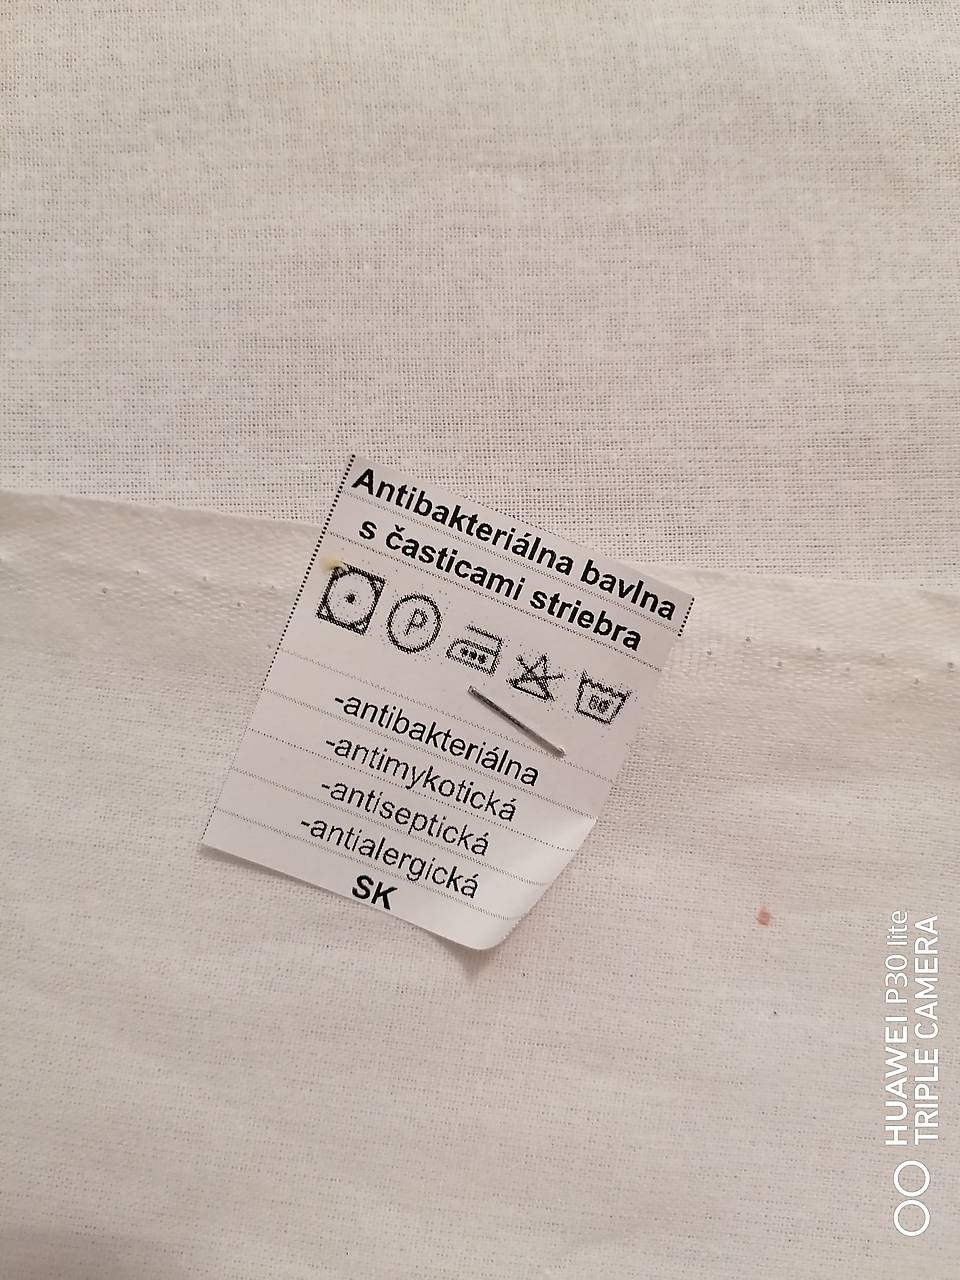 Antibakteriálna bavlna
s časticami striebra
P
-antibakteriálna
-antimykotická
-antiseptická
-antialergická
SK
HUAWEI P30 lite
TRIPLE CAMERA